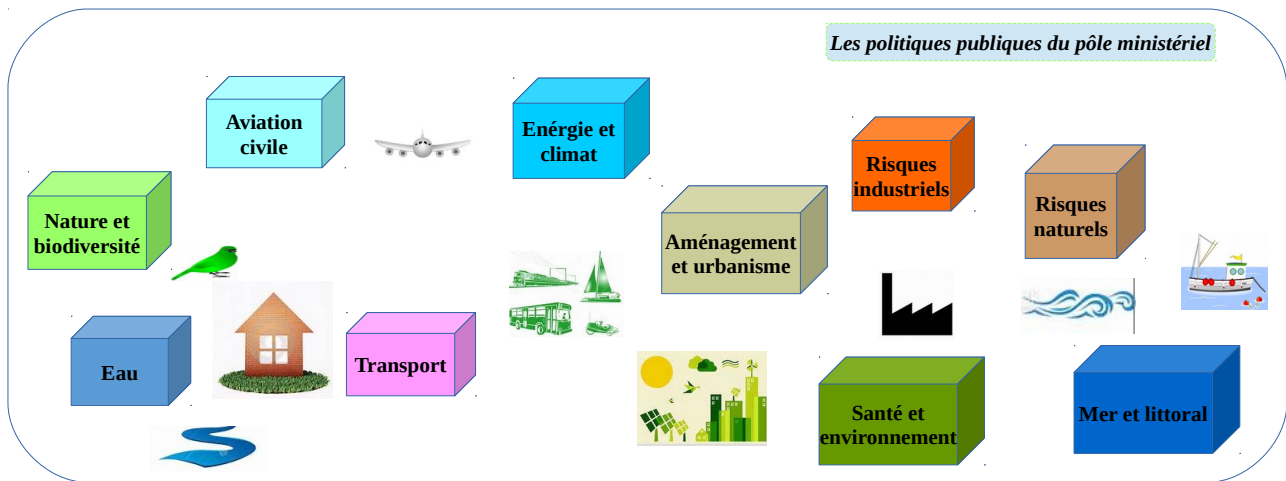 Les politiques publiques du pôle ministériel
Aviation
civile
Enérgie et
climat
Risques
industriels
Risques
naturels
Nature et
biodiversité
Aménagement
et urbanisme
Eau
Transport
Santé et
environnement
Mer et littoral